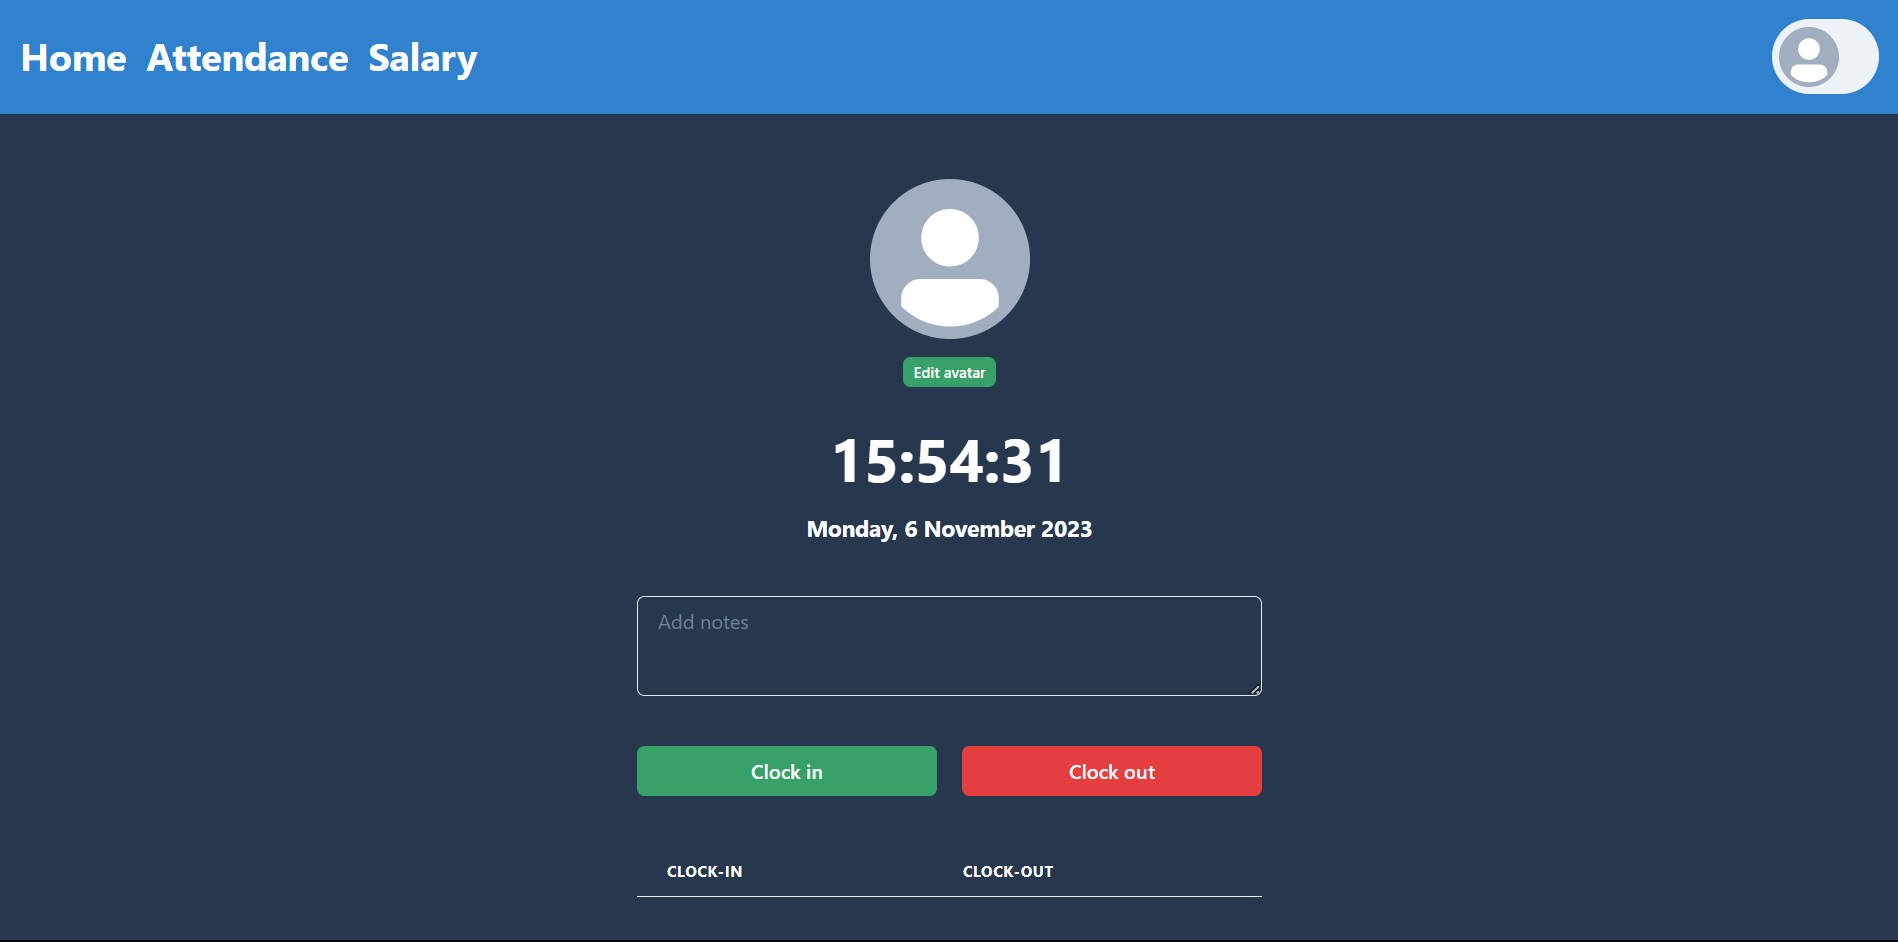 Home Attendance Salary
Edit avatar
15:54:31
Monday, 6 November 2023
Add notes
Clock in Clock out
CLOCK-IN CLOCK-OUT